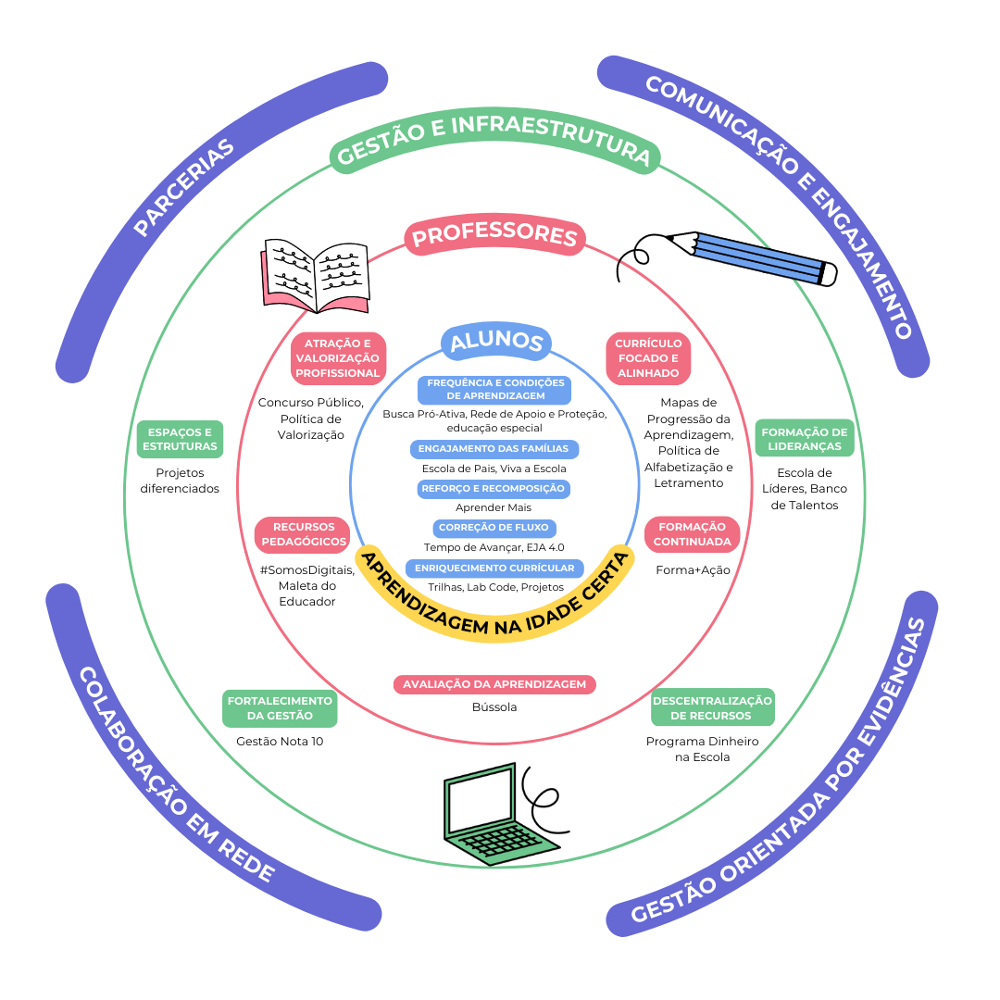 PARCERIAS
COMUNICAÇÃO E ENGAJAMENTO
GESTÃO E INFRAESTRUTURA
PROFESSORES
ALUNOS
FREQUÊNCIA E CONDIÇÕES
DE APRENDIZAGEM
Busca Pró-Ativa, Rede de Apoio e Proteção,
educação especial
ENGAJAMENTO DAS FAMÍLIAS
Escola de Pais, Viva a Escola
REFORÇO E RECOMPOSIÇÃO
Aprender Mais
CORREÇÃO DE FLUXO
Tempo de Avançar, EJA 4.0
ENRIQUECIMENTO CURRÍCULAR
Trilhas, Lab Code, Projetos
APRENDIZAGEM NA IDADE CERTA
ATRAÇÃO E
VALORIZAÇÃO
PROFISSIONAL
Concurso Público,
Política de
Valorização
CURRÍCULO
FOCADO E
ALINHADO
Mapas de
Progressão da
Aprendizagem,
Política de
Alfabetização e
Letramento
RECURSOS
PEDAGÓGICOS
#SomosDigitais,
Maleta do
Educador
FORMAÇÃO
CONTINUADA
Forma+Ação
AVALIAÇÃO DA APRENDIZAGEM
Bússola
ESPAÇOS E
ESTRUTURAS
Projetos
diferenciados
FORMAÇÃO DE
LIDERANÇAS
Escola de
Líderes, Banco
de Talentos
FORTALECIMENTO
DA GESTÃO
Gestão Nota 10
DESCENTRALIZAÇÃO
DE RECURSOS
Programa Dinheiro
na Escola
COLABORAÇÃO EM REDE
GESTÃO ORIENTADA POR EVIDÊNCIAS